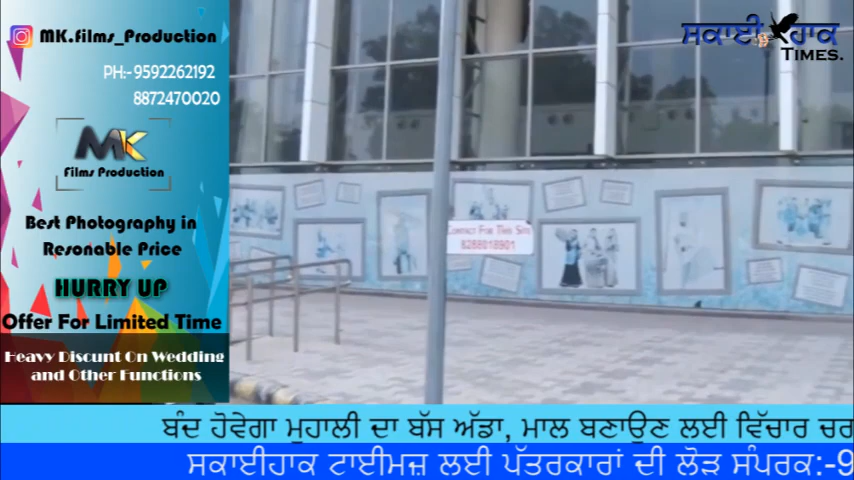 MK.films_Production
PH:-9592262192
8872470020
MK
Films Production
Best Photography in
Resonable Price
HURRY UP
Offer For Limited Time
Heavy Discunt On Wedding
and Other Functions
ਸਕਾਈ ਹਾਕ
TIMES.
Contact For This Site
8288018901
ਬੰਦ ਹੋਵੇਗਾ ਮੁਹਾਲੀ ਦਾ ਬੱਸ ਅੱਡਾ, ਮਾਲ ਬਣਾਉਣ ਲਈ ਵਿੱਚਾਰ ਚਰ
ਸਕਾਈਹਾਕ ਟਾਈਮਜ਼ ਲਈ ਪੱਤਰਕਾਰਾਂ ਦੀ ਲੋੜ ਸੰਪਰਕ:-9